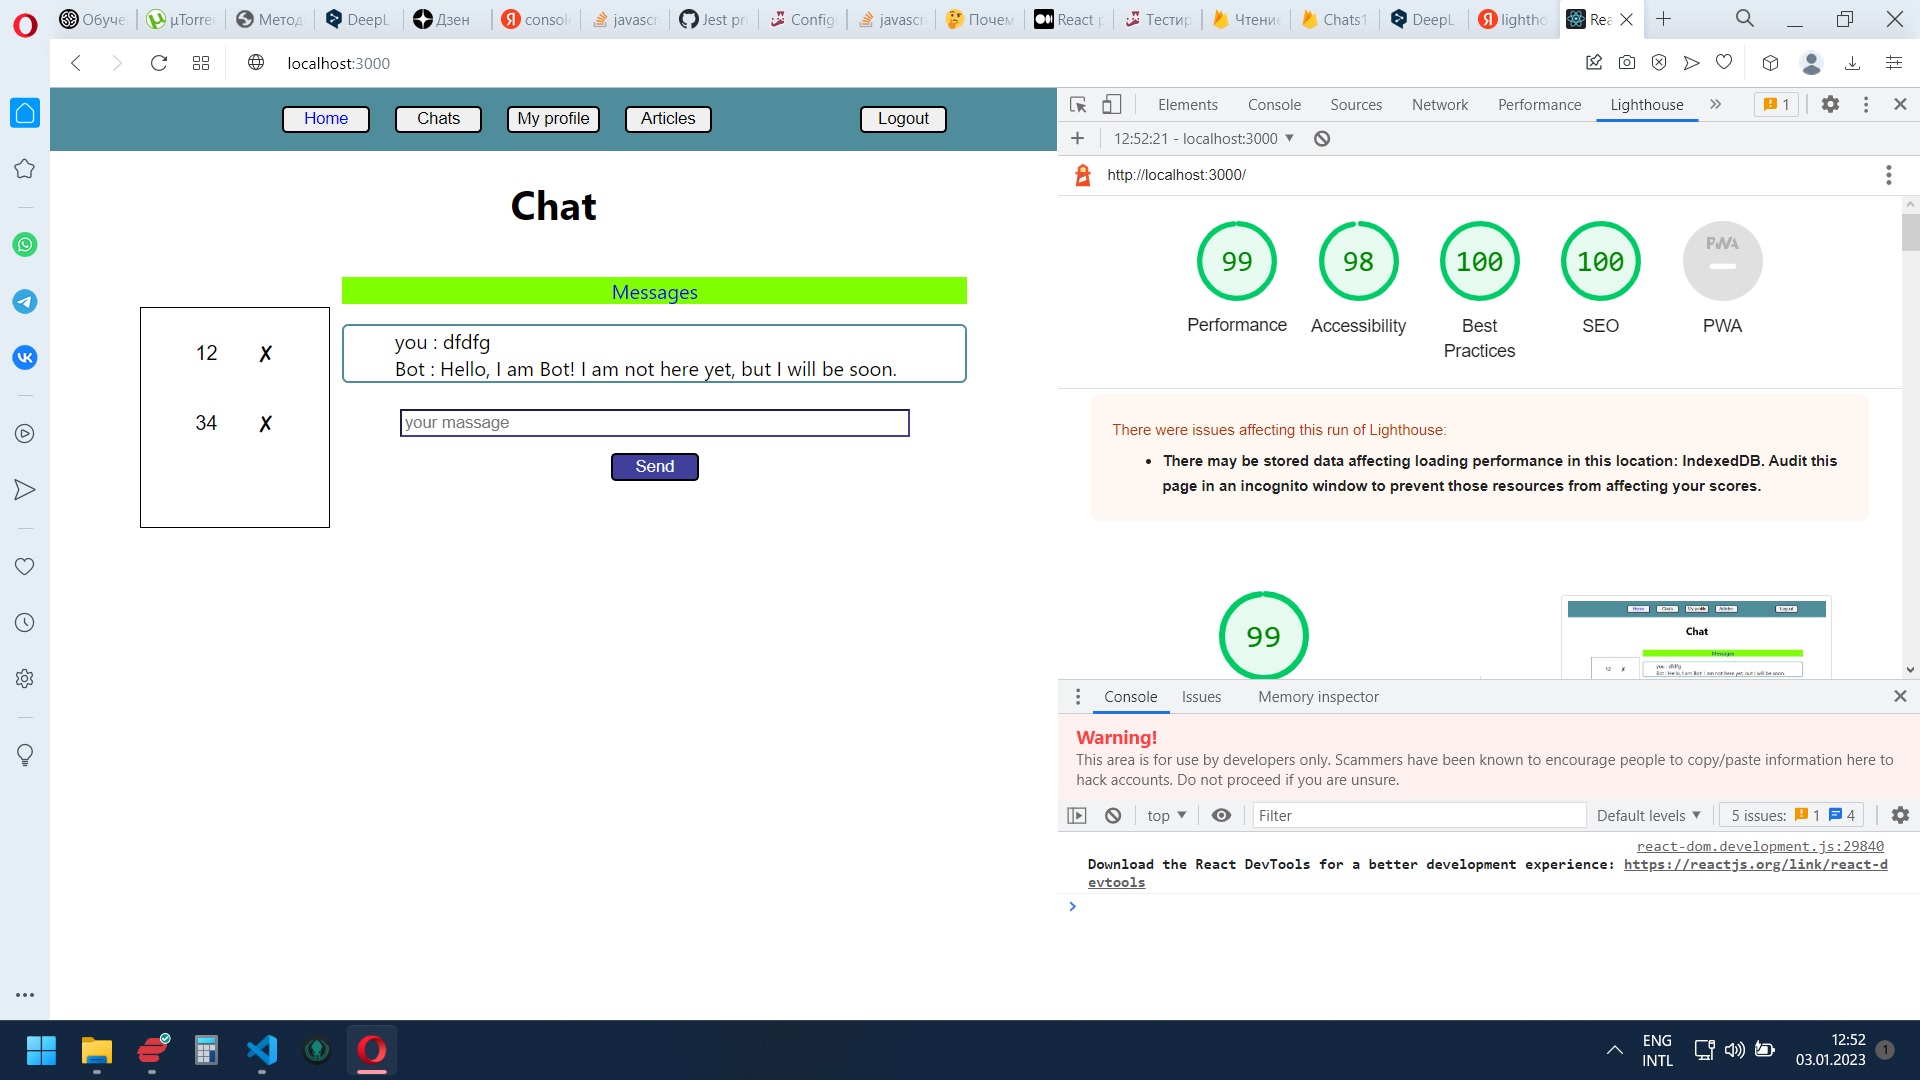 Обуче
µTorre
Метод
DeepL
Дзен
consol
javascr
Jest pri
Config
javascr
Почем
React p
Тестир
Чтение
Chats1
DeepL
lightho
Rea
localhost:3000
Home
Chats
My profile
Articles
Logout
Chat
12 ✗
34 ✗
Messages
you : dfdfg
Bot : Hello, I am Bot! I am not here yet, but I will be soon.
your massage
Send
Elements
Console
Sources
Network
Performance
Lighthouse
1
12:52:21 - localhost:3000
http://localhost:3000/
99
98
100
100
PWA
Performance
Accessibility
Best
Practices
SEO
PWA
There were issues affecting this run of Lighthouse:
• There may be stored data affecting loading performance in this location: IndexedDB. Audit this
page in an incognito window to prevent those resources from affecting your scores.
99
Home
Chats
My profile
Articles
Logout
Chat
Messages
12 ✗
you : dfdfg
Bot : Hello, I am Bot! I am not here yet, but I will be soon.
Console
Issues
Memory inspector
Warning!
This area is for use by developers only. Scammers have been known to encourage people to copy/paste information here to
hack accounts. Do not proceed if you are unsure.
top
Filter
Default levels
5 issues: 1 4
react-dom.development.js:29840
Download the React DevTools for a better development experience: https://reactjs.org/link/react-d
evtools
ENG
INTL
12:52
03.01.2023
1